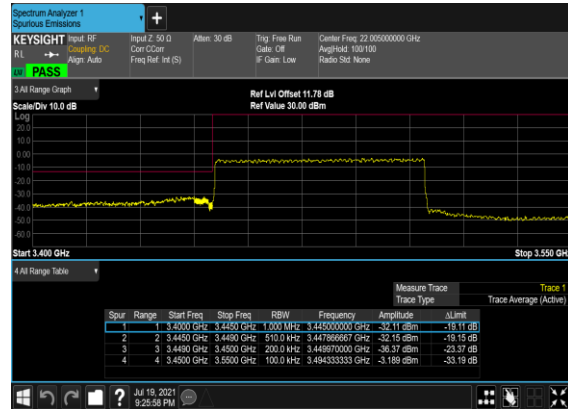 Spectrum Analyzer 1
Spurious Emissions
+
KEYSIGHT Input: RF Input Z: 50 Ω Atten: 30 dB Trig: Free Run Center Freq: 22.005000000 GHz
RL Coupling: DC Corr CCorr Gate: Off Avg|Hold: 100/100
Align: Auto Freq Ref: Int (S) IF Gain: Low Radio Std: None
LW PASS
3 All Range Graph
Ref Lvl Offset 11.78 dB
Scale/Div 10.0 dB Ref Value 30.00 dBm
Log
20.0
10.0
0.00
-10.0
-20.0
-30.0
-40.0
-50.0
-60.0
Start 3.400 GHz Stop 3.550 GHz
4 All Range Table
Measure Trace Trace 1
Trace Type Trace Average (Active)
Spur Range Start Freq Stop Freq RBW Frequency Amplitude ΔLimit
1 1 3.4000 GHz 3.4450 GHz 1.000 MHz 3.445000000 GHz -32.11 dBm -19.11 dB
2 2 3.4450 GHz 3.4490 GHz 510.0 kHz 3.447866667 GHz -32.15 dBm -19.15 dB
3 3 3.4490 GHz 3.4500 GHz 200.0 kHz 3.449970000 GHz -36.37 dBm -23.37 dB
4 4 3.4500 GHz 3.5500 GHz 100.0 kHz 3.494333333 GHz -3.189 dBm -33.19 dB
? Jul 19, 2021
9:25:58 PM